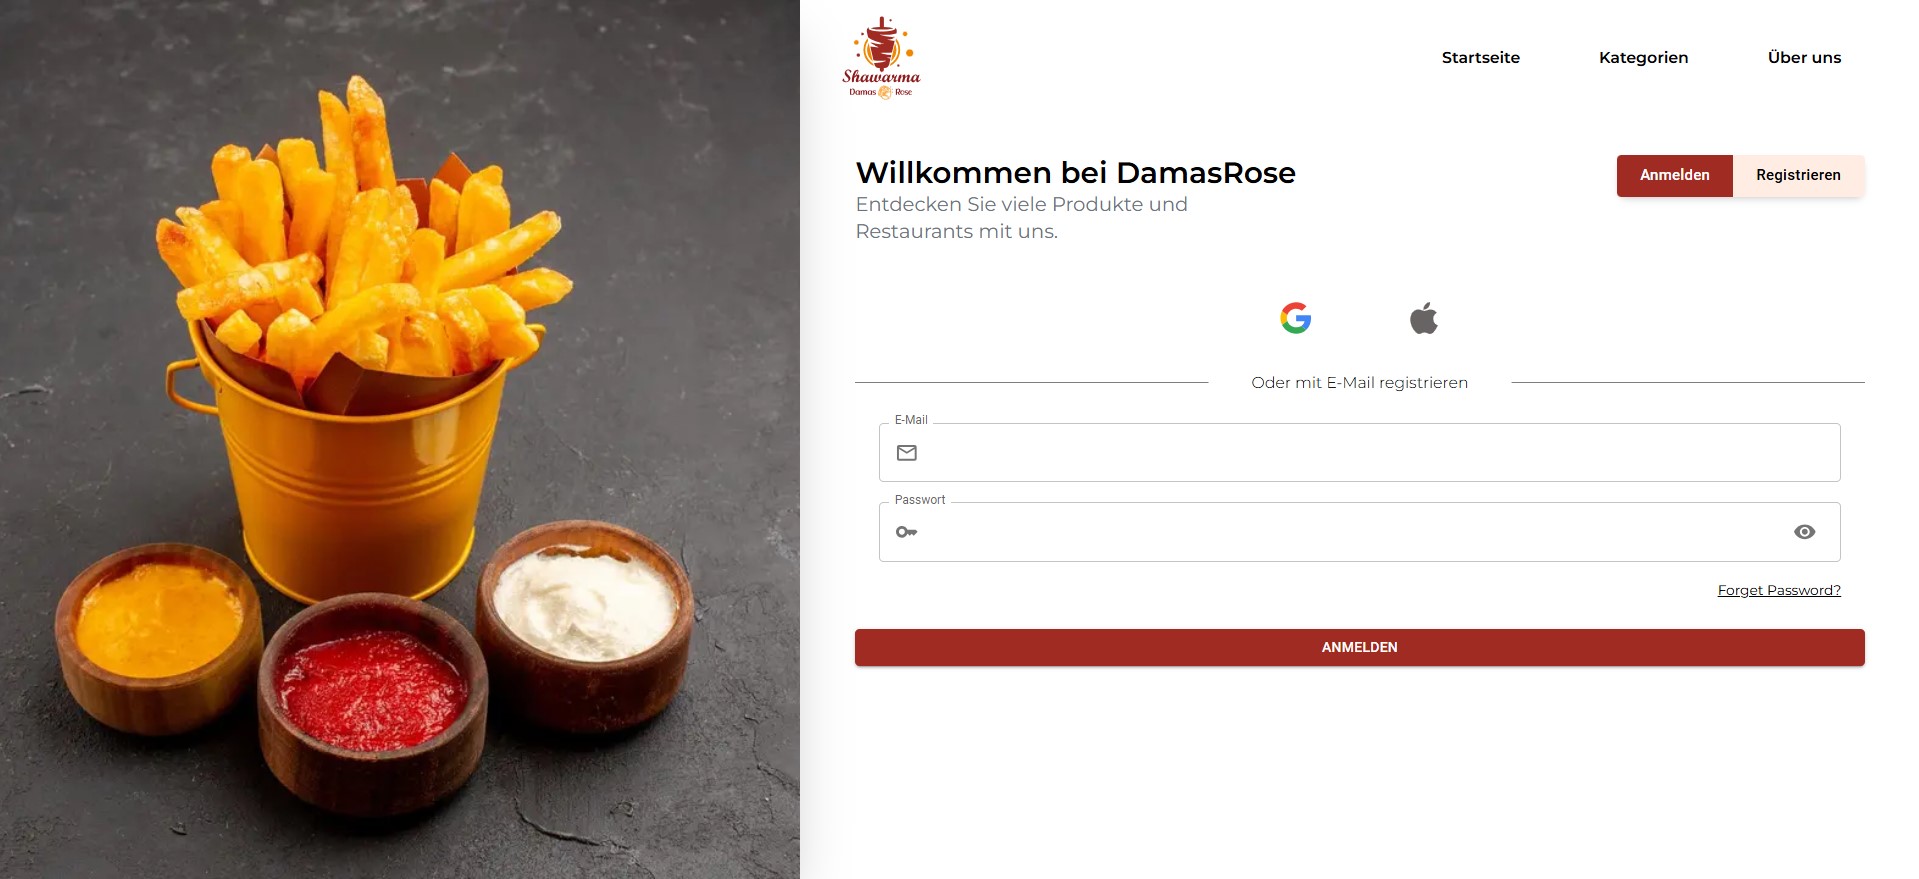 Shawarma
Damas Rose
Startseite
Kategorien
Über uns
Willkommen bei DamasRose
Entdecken Sie viele Produkte und
Restaurants mit uns.
Anmelden
Registrieren
Oder mit E-Mail registrieren
E-Mail
Passwort
Forget Password?
ANMELDEN